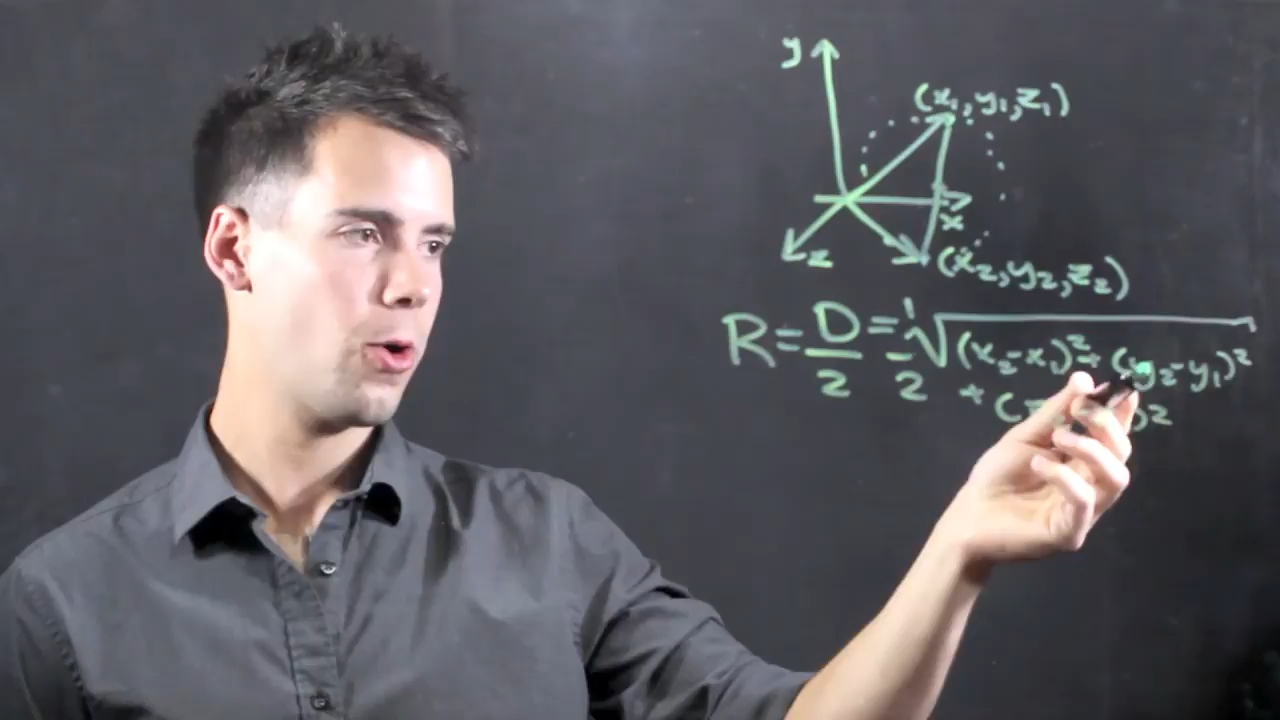 y
(x₁,y₁,z₁)
x
z
(x₂,y₂,z₂)
R = D/2 = 1/2 √(x₂-x₁)² + (y₂-y₁)²
+ (z )²